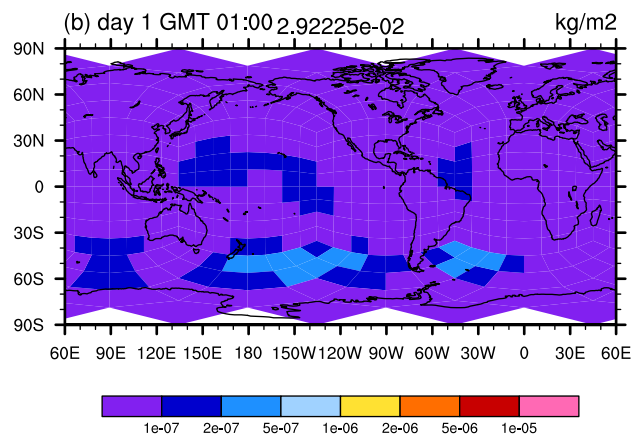 (b) day 1 GMT 01:00 2.92225e-02 kg/m2
90N
60N
30N
0
30S
60S
90S
60E 90E 120E 150E 180 150W 120W 90W 60W 30W 0 30E 60E
1e-07 2e-07 5e-07 1e-06 2e-06 5e-06 1e-05